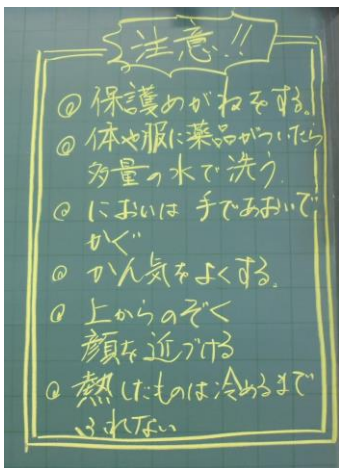 注意!!
◎ 保護めがねをする。
◎ 体や服に薬品がついたら
多量の水で洗う
◎ においは 手であおいで
かぐ
◎ かん気をよくする。
◎ 上からのぞく
顔を近づける
◎ 熱したものは冷めるまで
ふれない